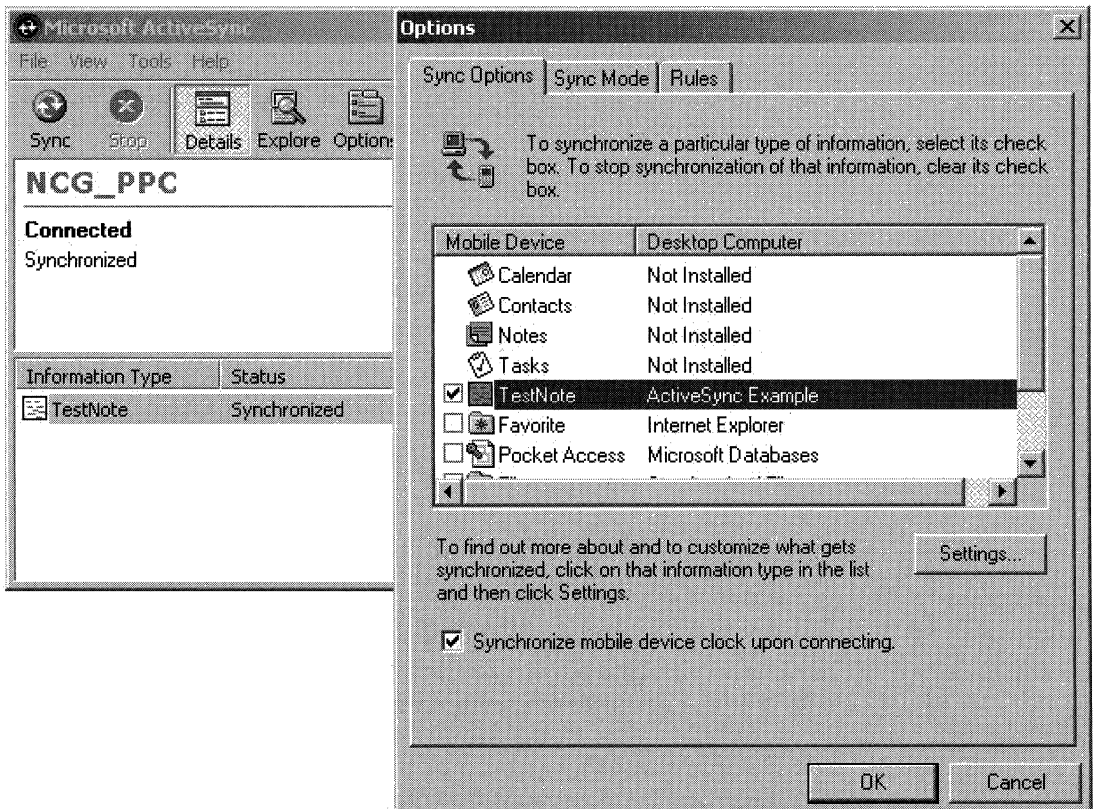 Microsoft ActiveSync
File View Tools Help
Sync Stop Details Explore Options
NCG_PPC
Connected
Synchronized
Information Type Status
TestNote Synchronized
Options
Sync Options Sync Mode Rules
To synchronize a particular type of information, select its check
box. To stop synchronization of that information, clear its check
box.
Mobile Device Desktop Computer
Calendar Not Installed
Contacts Not Installed
Notes Not Installed
Tasks Not Installed
TestNote ActiveSync Example
Favorite Internet Explorer
Pocket Access Microsoft Databases
To find out more about and to customize what gets
synchronized, click on that information type in the list
and then click Settings.
Settings...
Synchronize mobile device clock upon connecting.
OK Cancel